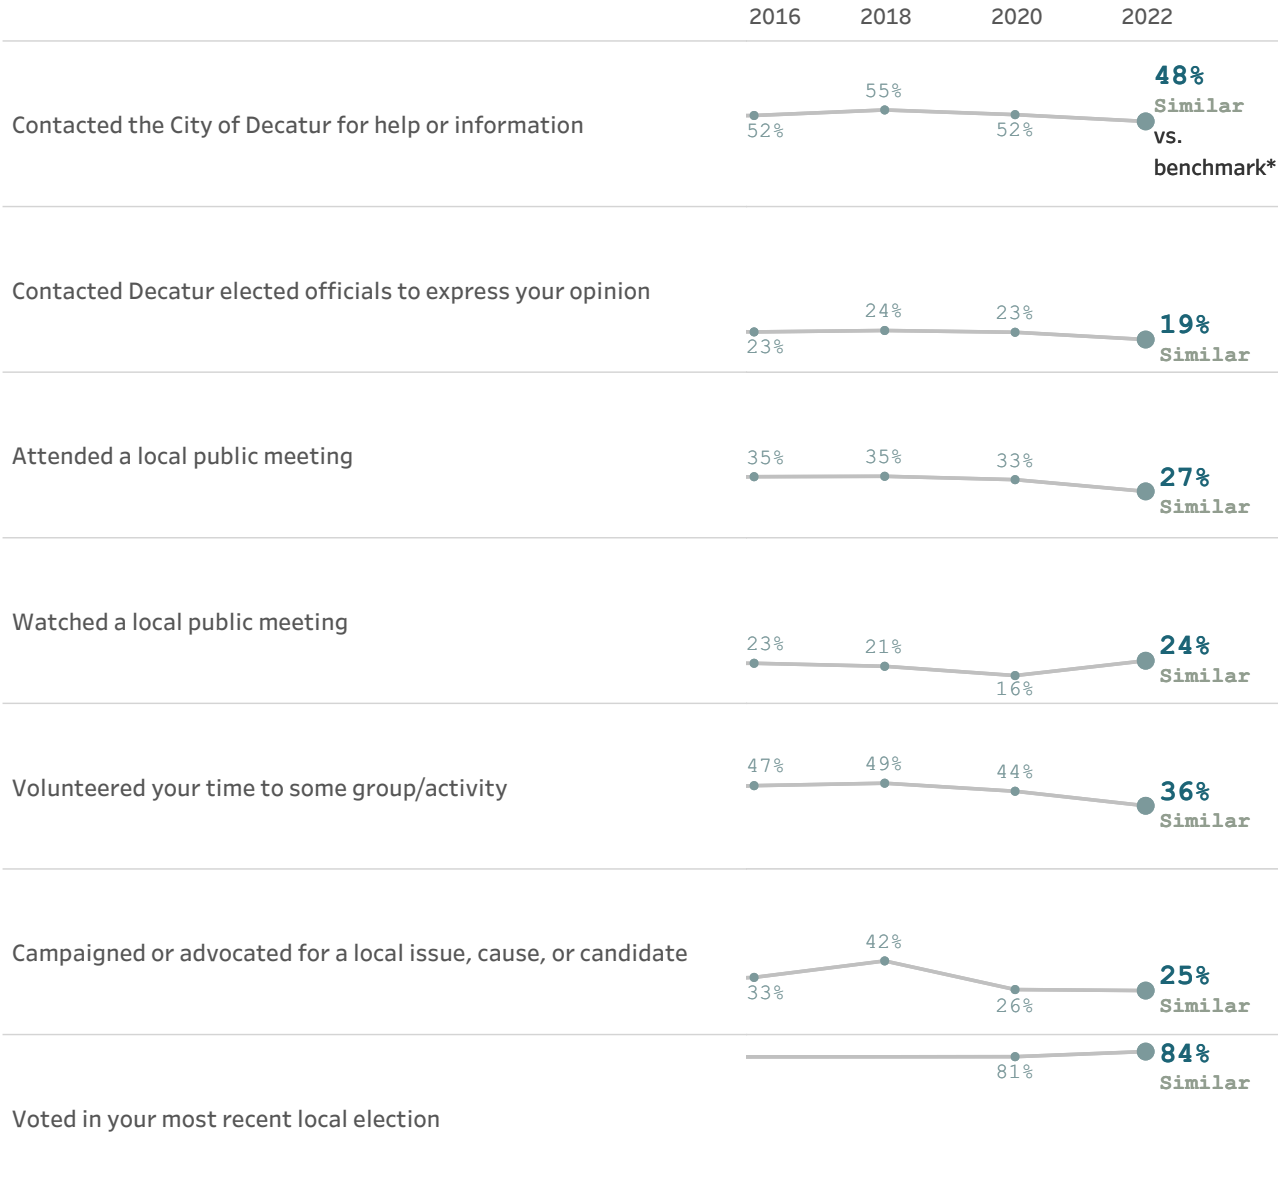 2016 2018 2020 2022
Contacted the City of Decatur for help or information
52%
55%
52%
48%
Similar
vs.
benchmark*
Contacted Decatur elected officials to express your opinion
23%
24%
23%
19%
Similar
Attended a local public meeting
35%
35%
33%
27%
Similar
Watched a local public meeting
23%
21%
16%
24%
Similar
Volunteered your time to some group/activity
47%
49%
44%
36%
Similar
Campaigned or advocated for a local issue, cause, or candidate
33%
42%
26%
25%
Similar
Voted in your most recent local election
81%
84%
Similar